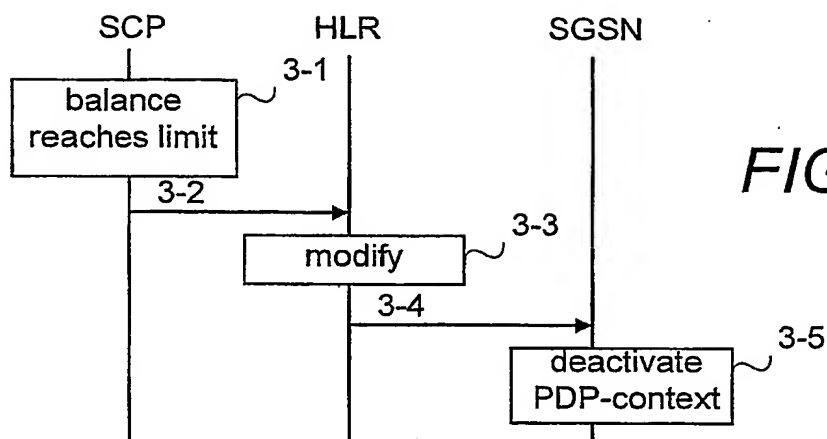 SCP HLR SGSN
3-1
balance
reaches limit
3-2
3-3
modify
3-4
3-5
deactivate
PDP-context
FIG